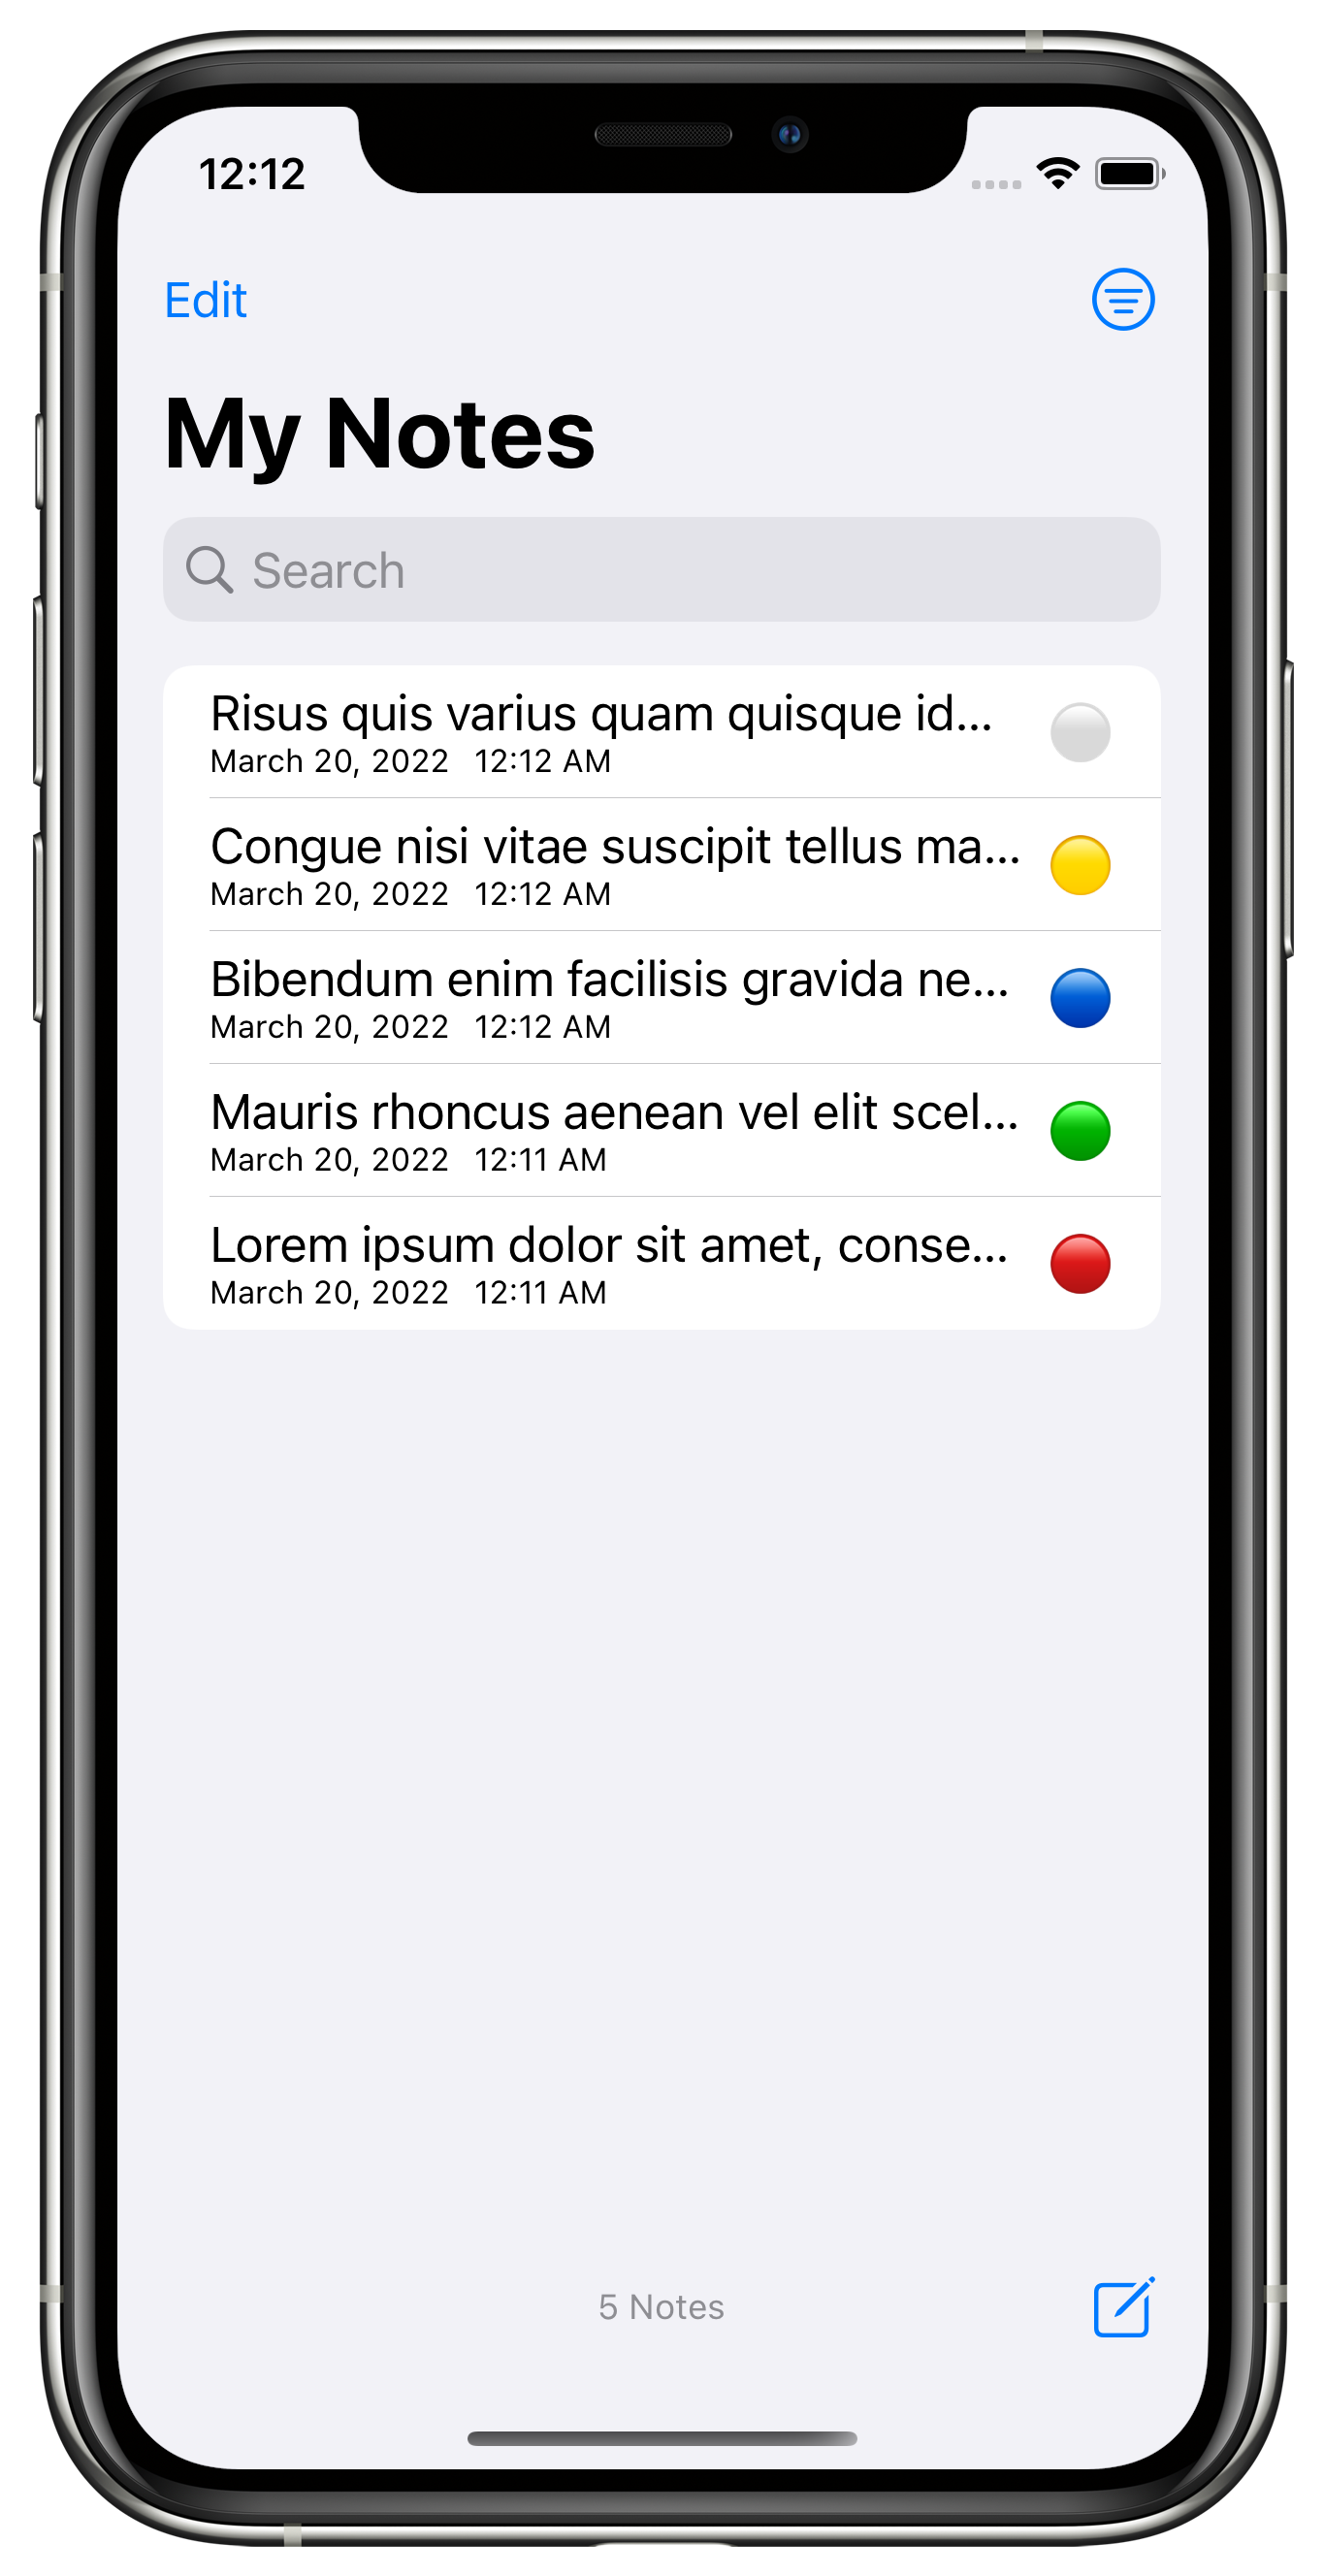 12:12
Edit
My Notes
Search
Risus quis varius quam quisque id...
March 20, 2022 12:12 AM
Congue nisi vitae suscipit tellus ma...
March 20, 2022 12:12 AM
Bibendum enim facilisis gravida ne...
March 20, 2022 12:12 AM
Mauris rhoncus aenean vel elit scel...
March 20, 2022 12:11 AM
Lorem ipsum dolor sit amet, conse...
March 20, 2022 12:11 AM
5 Notes